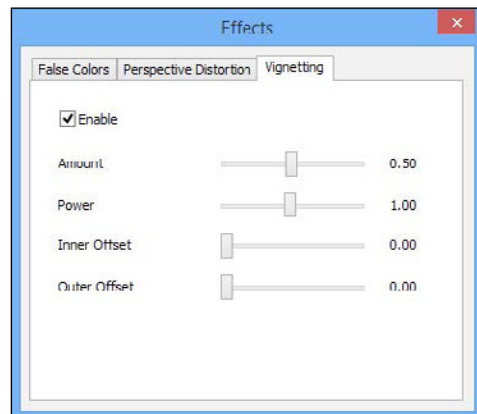 Effects
False Colors Perspective Distortion Vignetting
Enable
Amount 0.50
Power 1.00
Inner Offset 0.00
Outer Offset 0.00